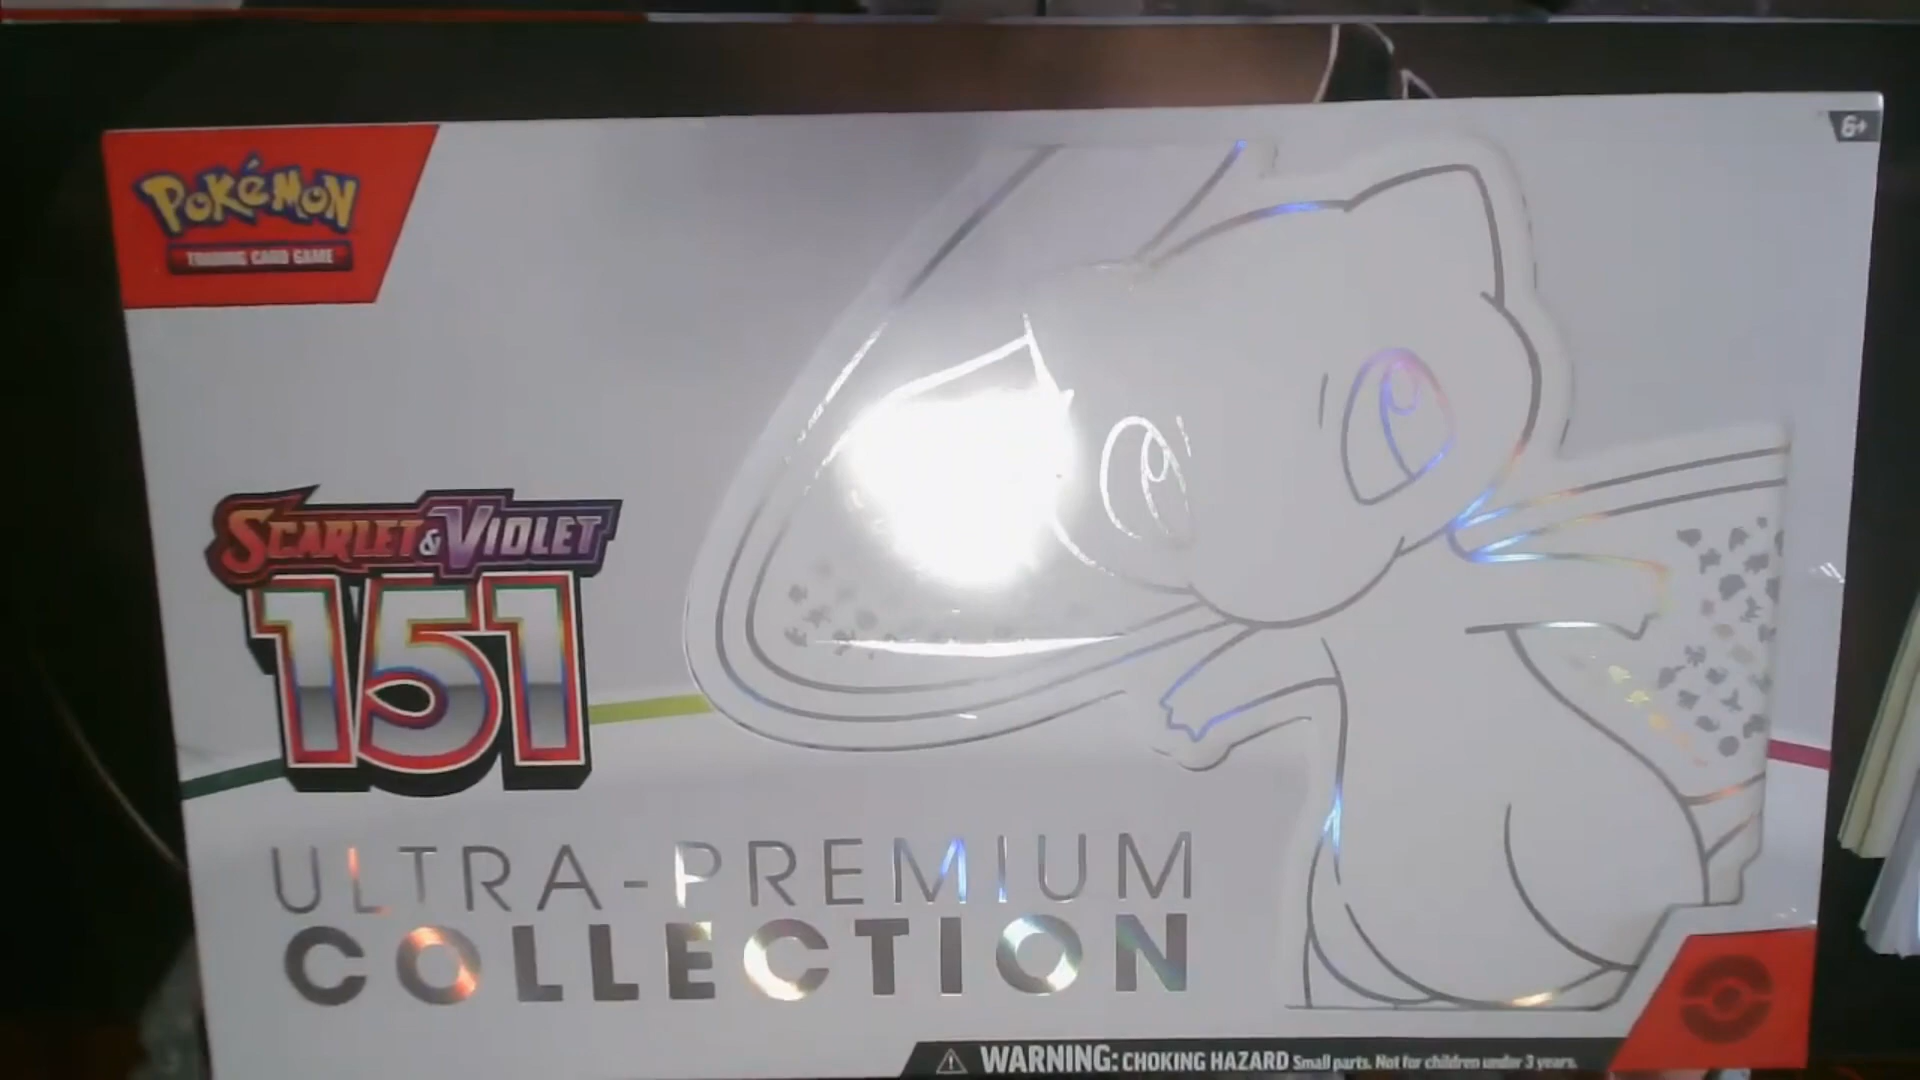 6+
POKéMON
TRADING CARD GAME
SCARLET & VIOLET
151
ULTRA-PREMIUM
COLLECTION
WARNING: CHOKING HAZARD Small parts. Not for children under 3 years.